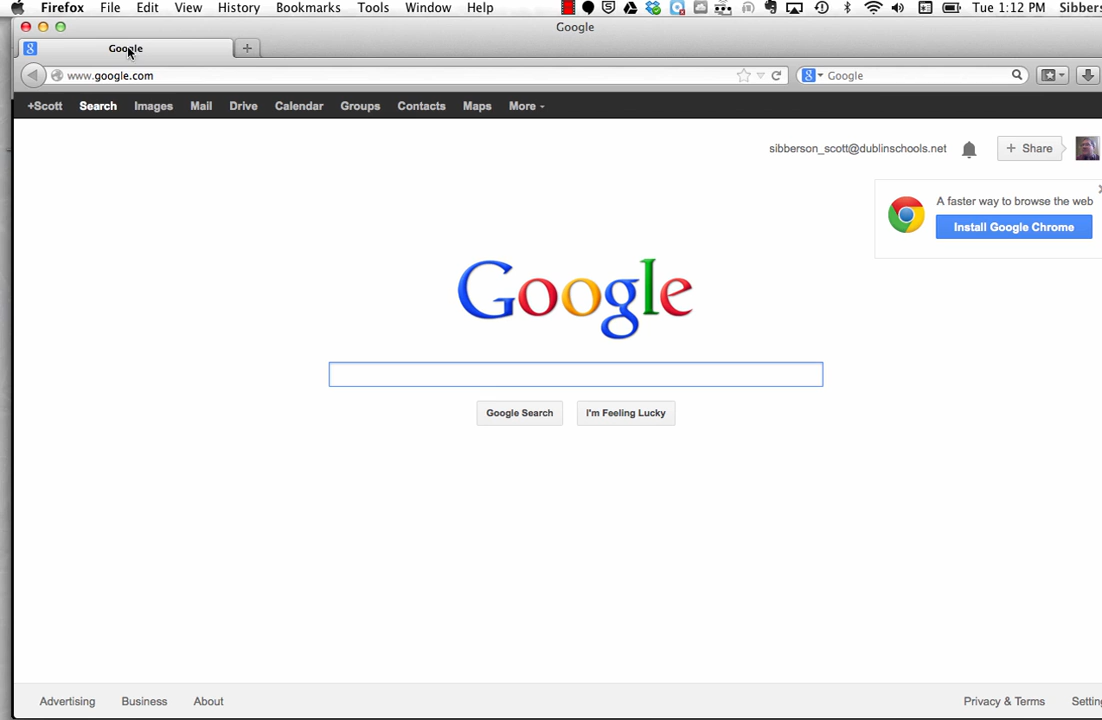 Firefox File Edit View History Bookmarks Tools Window Help Tue 1:12 PM Sibbers
Google
Google
www.google.com Google
+Scott Search Images Mail Drive Calendar Groups Contacts Maps More
sibberson_scott@dublinschools.net + Share
A faster way to browse the web
Install Google Chrome
Google
Google Search I'm Feeling Lucky
Advertising Business About Privacy & Terms Setting